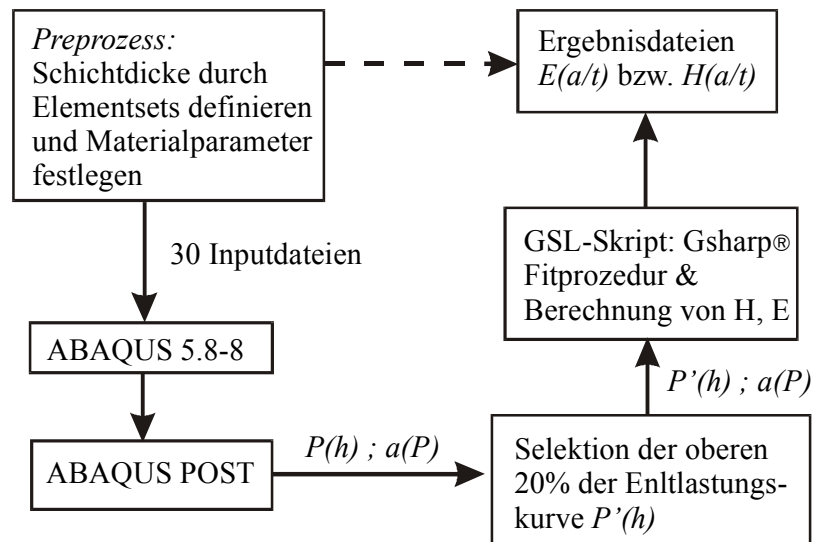 Preprozess:
Schichtdicke durch
Elementsets definieren
und Materialparameter
festlegen
30 Inputdateien
ABAQUS 5.8-8
ABAQUS POST
P(h) ; a(P)
Selektion der oberen
20% der Enltlastungs-
kurve P’(h)
P’(h) ; a(P)
GSL-Skript: Gsharp®
Fitprozedur &
Berechnung von H, E
Ergebnisdateien
E(a/t) bzw. H(a/t)